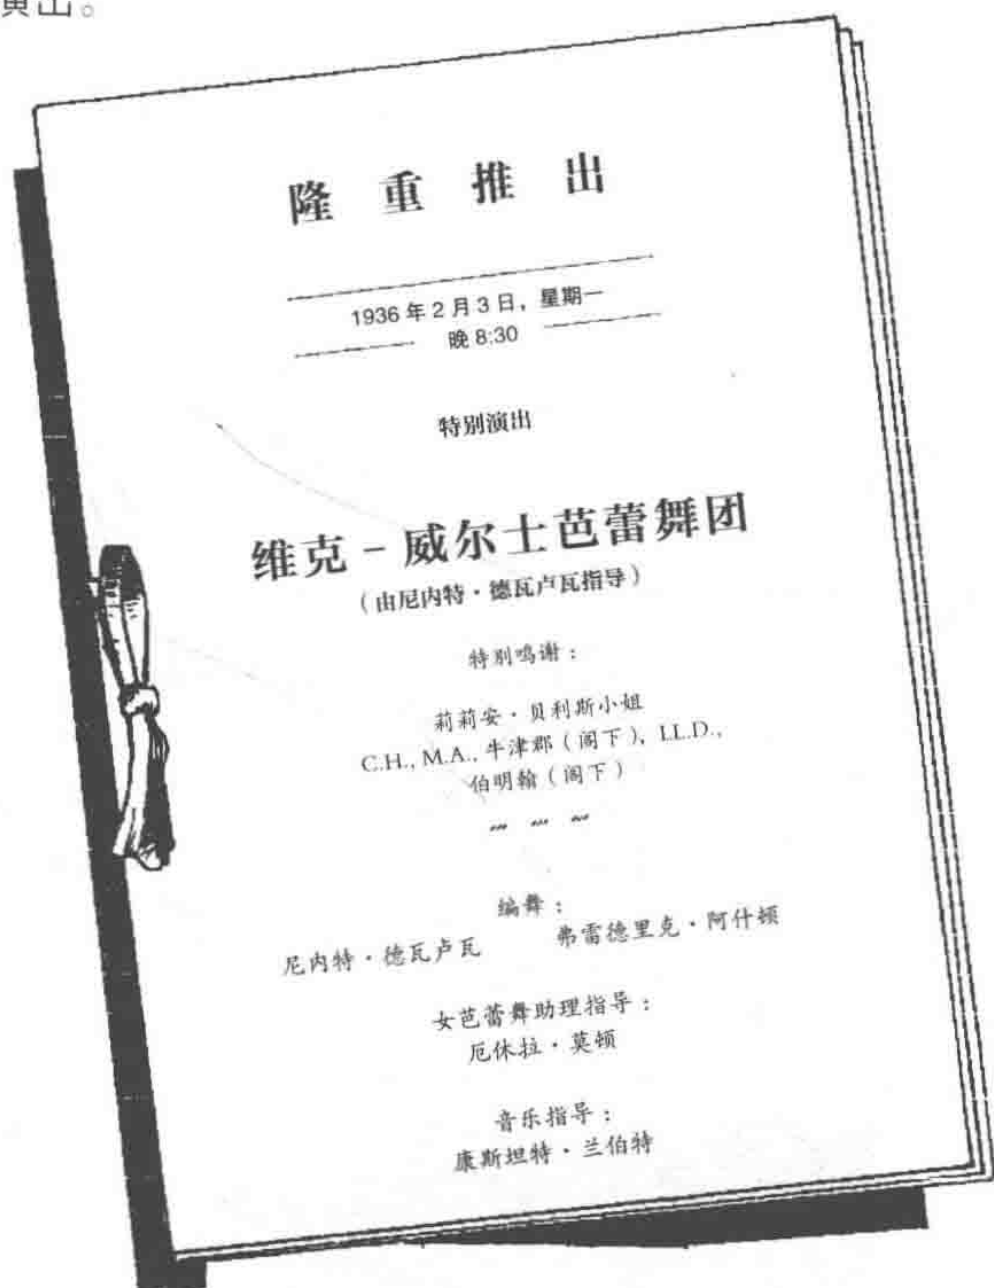 演出。
隆重推出
1936年2月3日，星期一
晚8:30
特别演出
维克－威尔士芭蕾舞团
（由尼内特·德瓦卢瓦指导）
特别鸣谢：
莉莉安·贝利斯小姐
C.H., M.A., 牛津郡（阁下）, LL.D.,
伯明翰（阁下）
编舞：
尼内特·德瓦卢瓦 弗雷德里克·阿什顿
女芭蕾舞助理指导：
厄休拉·莫顿
音乐指导：
康斯坦特·兰伯特